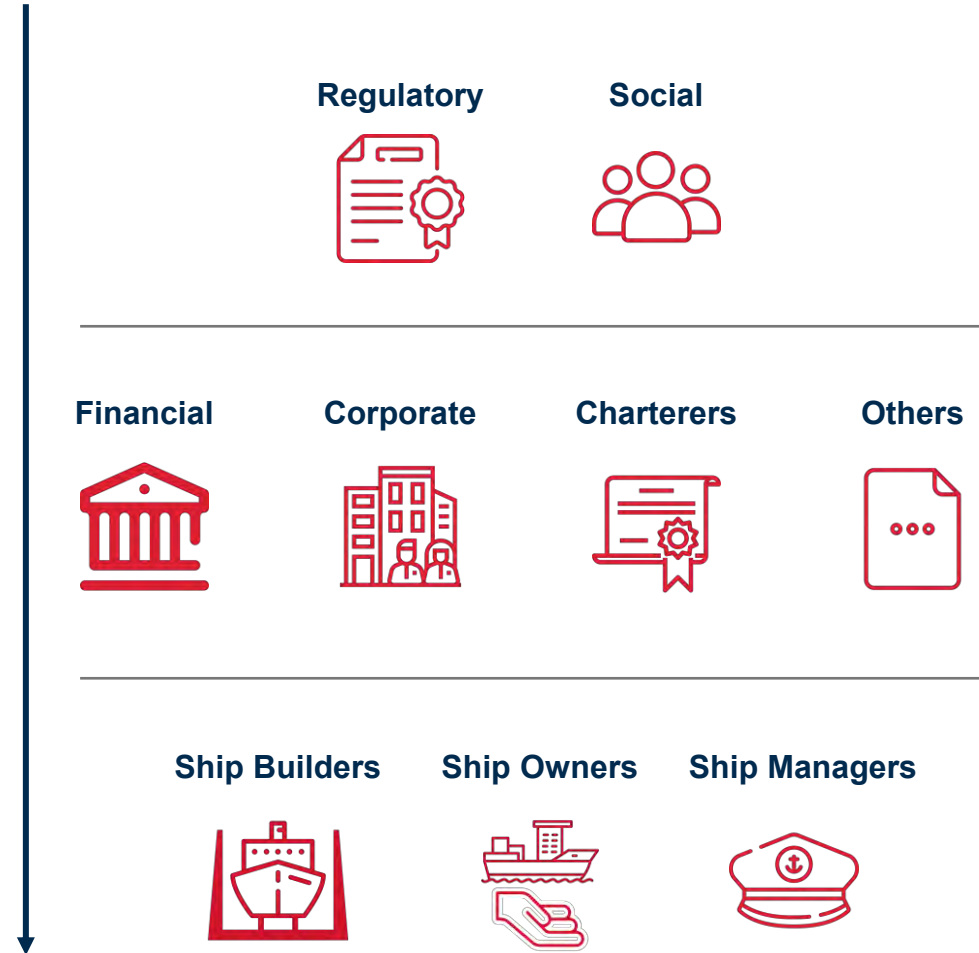 Regulatory Social
Financial Corporate Charterers Others
Ship Builders Ship Owners Ship Managers